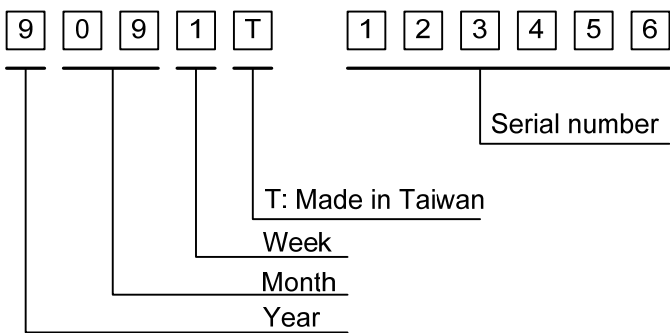 9 0 9 1 T 1 2 3 4 5 6
Serial number
T: Made in Taiwan
Week
Month
Year